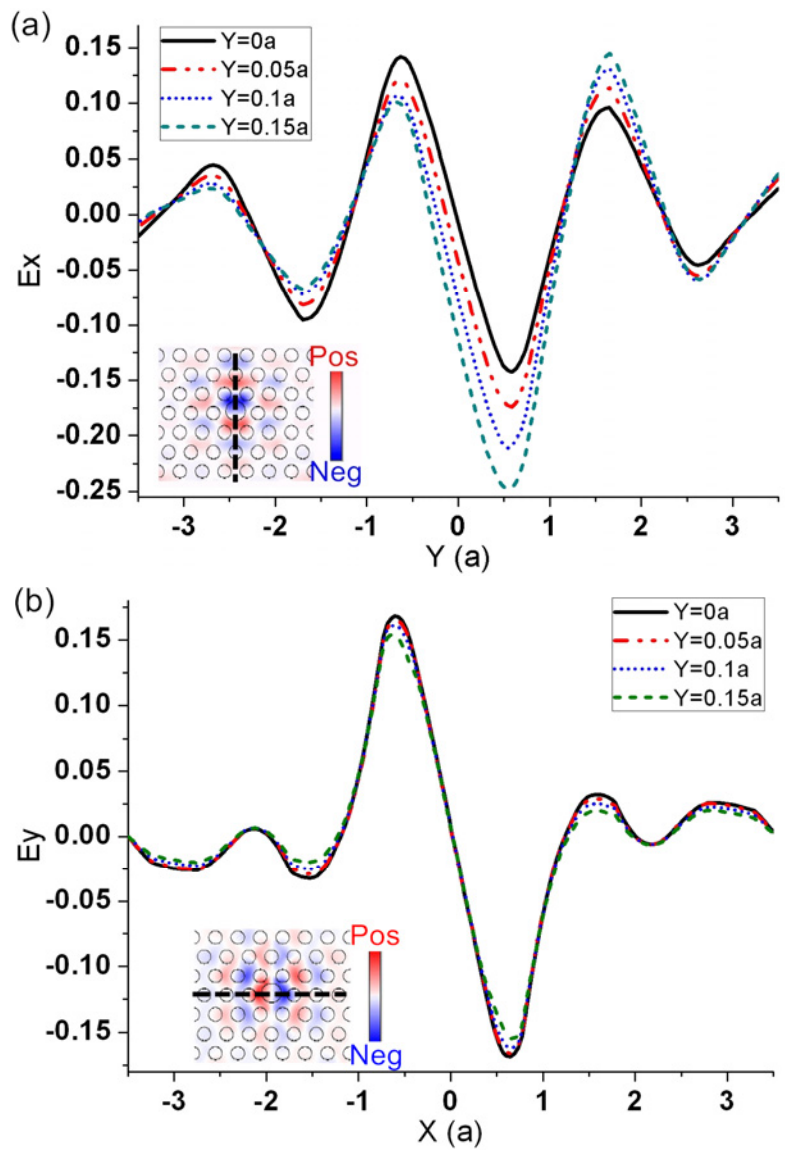 (a)
0.15
0.10
0.05
0.00
-0.05
-0.10
-0.15
-0.20
-0.25
Ex
Y=0a
Y=0.05a
Y=0.1a
Y=0.15a
Pos
Neg
-3 -2 -1 0 1 2 3
Y (a)
(b)
0.15
0.10
0.05
0.00
-0.05
-0.10
-0.15
Ey
Y=0a
Y=0.05a
Y=0.1a
Y=0.15a
Pos
Neg
-3 -2 -1 0 1 2 3
X (a)